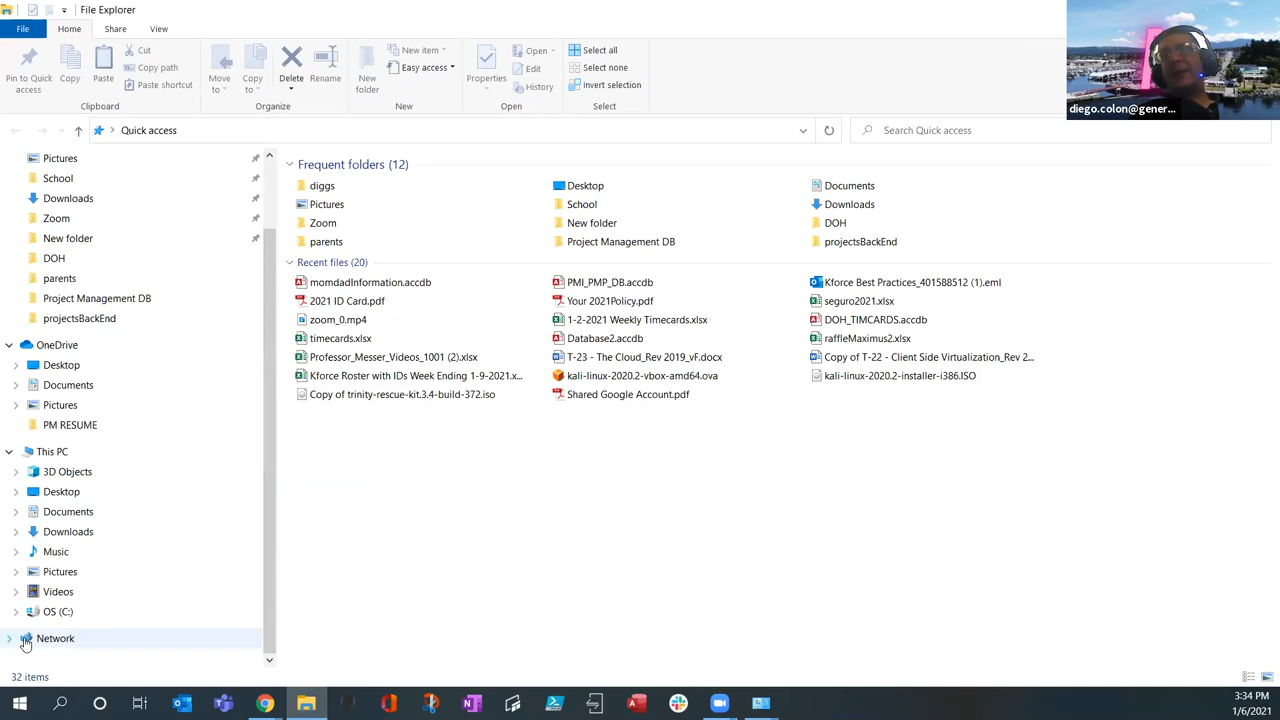 File Explorer
File
Home
Share
View
Pin to Quick access
Copy
Paste
Cut
Copy path
Paste shortcut
Clipboard
Move to
Copy to
Delete
Rename
Organize
New folder
New item
Easy access
New
Properties
Open
Edit
History
Open
Select all
Select none
Invert selection
Select
diego.colon@gener...
Quick access
Search Quick access
Pictures
School
Downloads
Zoom
New folder
DOH
parents
Project Management DB
projectsBackEnd
OneDrive
Desktop
Documents
Pictures
PM RESUME
This PC
3D Objects
Desktop
Documents
Downloads
Music
Pictures
Videos
OS (C:)
Network
Frequent folders (12)
diggs
Desktop
Documents
Pictures
School
Downloads
Zoom
New folder
DOH
parents
Project Management DB
projectsBackEnd
Recent files (20)
momdadInformation.accdb
PMI_PMP_DB.accdb
Kforce Best Practices_401588512 (1).eml
2021 ID Card.pdf
Your 2021Policy.pdf
seguro2021.xlsx
zoom_0.mp4
1-2-2021 Weekly Timecards.xlsx
DOH_TIMCARDS.accdb
timecards.xlsx
Database2.accdb
raffleMaximus2.xlsx
Professor_Messer_Videos_1001 (2).xlsx
T-23 - The Cloud_Rev 2019_vF.docx
Copy of T-22 - Client Side Virtualization_Rev 2...
Kforce Roster with IDs Week Ending 1-9-2021.x...
kali-linux-2020.2-vbox-amd64.ova
kali-linux-2020.2-installer-i386.ISO
Copy of trinity-rescue-kit.3.4-build-372.iso
Shared Google Account.pdf
32 items
3:34 PM
1/6/2021